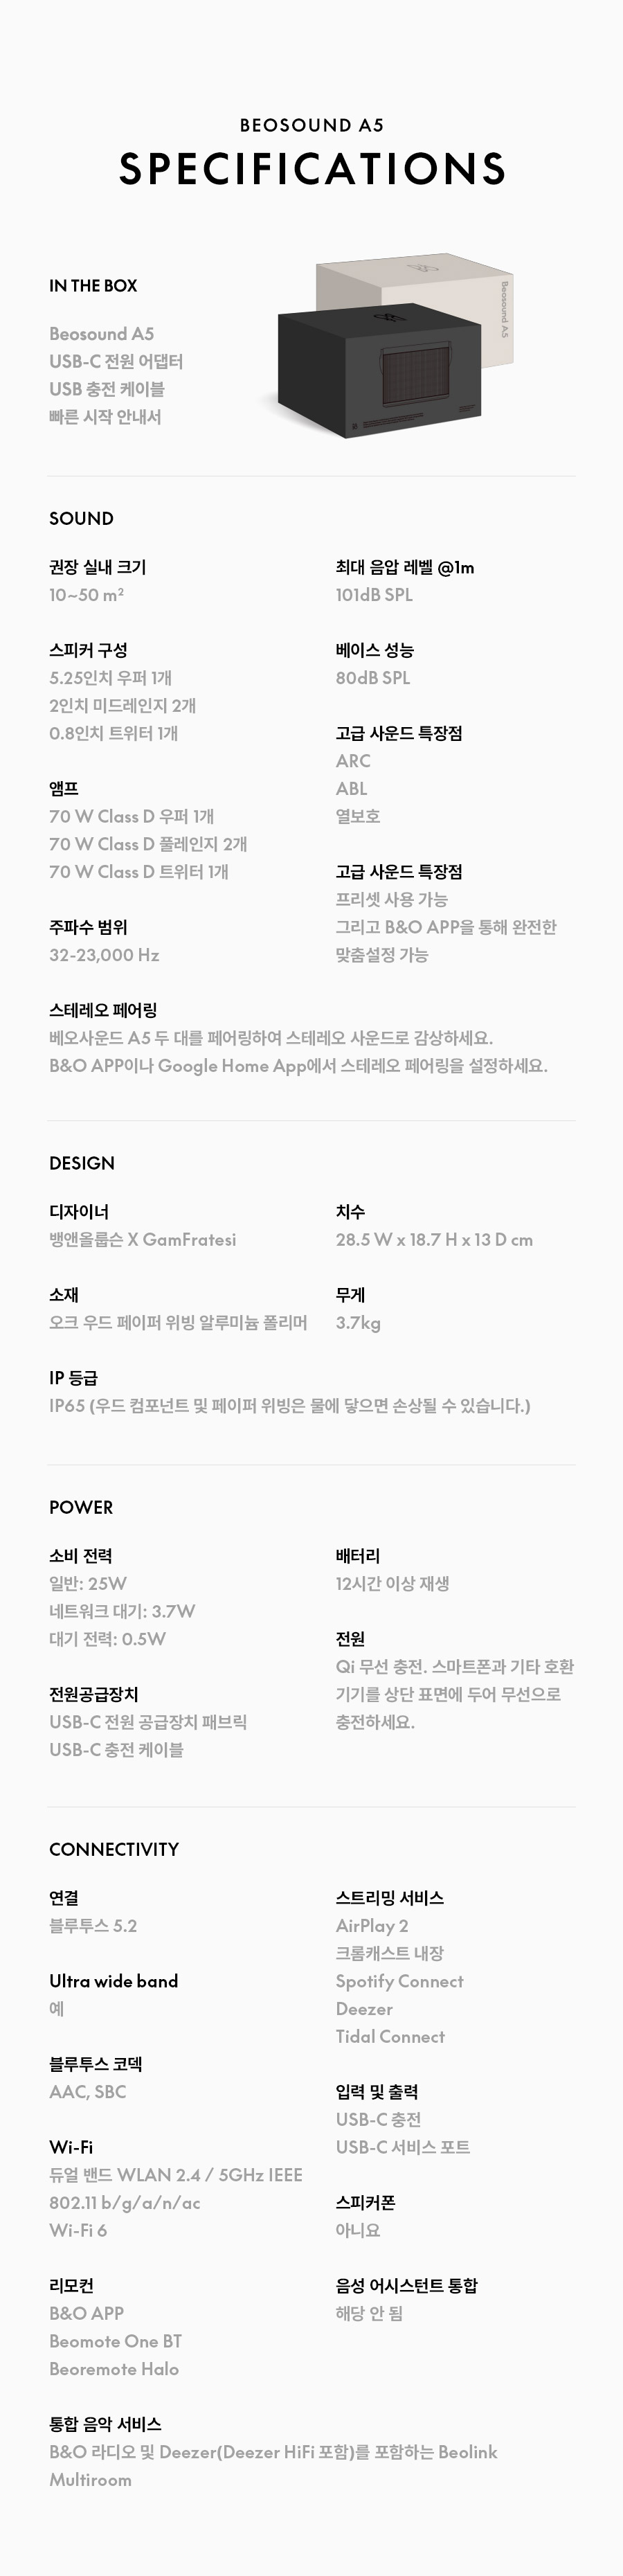 BEOSOUND A5
SPECIFICATIONS
IN THE BOX
Beosound A5
USB-C 전원 어댑터
USB 충전 케이블
빠른 시작 안내서
Beosound A5
SOUND
권장 실내 크기
10~50 m²
스피커 구성
5.25인치 우퍼 1개
2인치 미드레인지 2개
0.8인치 트위터 1개
앰프
70 W Class D 우퍼 1개
70 W Class D 풀레인지 2개
70 W Class D 트위터 1개
주파수 범위
32-23,000 Hz
최대 음압 레벨 @1m
101dB SPL
베이스 성능
80dB SPL
고급 사운드 특장점
ARC
ABL
열보호
고급 사운드 특장점
프리셋 사용 가능
그리고 B&O APP을 통해 완전한
맞춤설정 가능
스테레오 페어링
베오사운드 A5 두 대를 페어링하여 스테레오 사운드로 감상하세요.
B&O APP이나 Google Home App에서 스테레오 페어링을 설정하세요.
DESIGN
디자이너
뱅앤올룹슨 X GamFratesi
치수
28.5 W x 18.7 H x 13 D cm
소재
오크 우드 페이퍼 위빙 알루미늄 폴리머
무게
3.7kg
IP 등급
IP65 (우드 컴포넌트 및 페이퍼 위빙은 물에 닿으면 손상될 수 있습니다.)
POWER
소비 전력
일반: 25W
네트워크 대기: 3.7W
대기 전력: 0.5W
전원공급장치
USB-C 전원 공급장치 패브릭
USB-C 충전 케이블
배터리
12시간 이상 재생
전원
Qi 무선 충전. 스마트폰과 기타 호환
기기를 상단 표면에 두어 무선으로
충전하세요.
CONNECTIVITY
연결
블루투스 5.2
Ultra wide band
예
블루투스 코덱
AAC, SBC
Wi-Fi
듀얼 밴드 WLAN 2.4 / 5GHz IEEE
802.11 b/g/a/n/ac
Wi-Fi 6
리모컨
B&O APP
Beomote One BT
Beoremote Halo
스트리밍 서비스
AirPlay 2
크롬캐스트 내장
Spotify Connect
Deezer
Tidal Connect
입력 및 출력
USB-C 충전
USB-C 서비스 포트
스피커폰
아니요
음성 어시스턴트 통합
해당 안 됨
통합 음악 서비스
B&O 라디오 및 Deezer(Deezer HiFi 포함)를 포함하는 Beolink
Multiroom